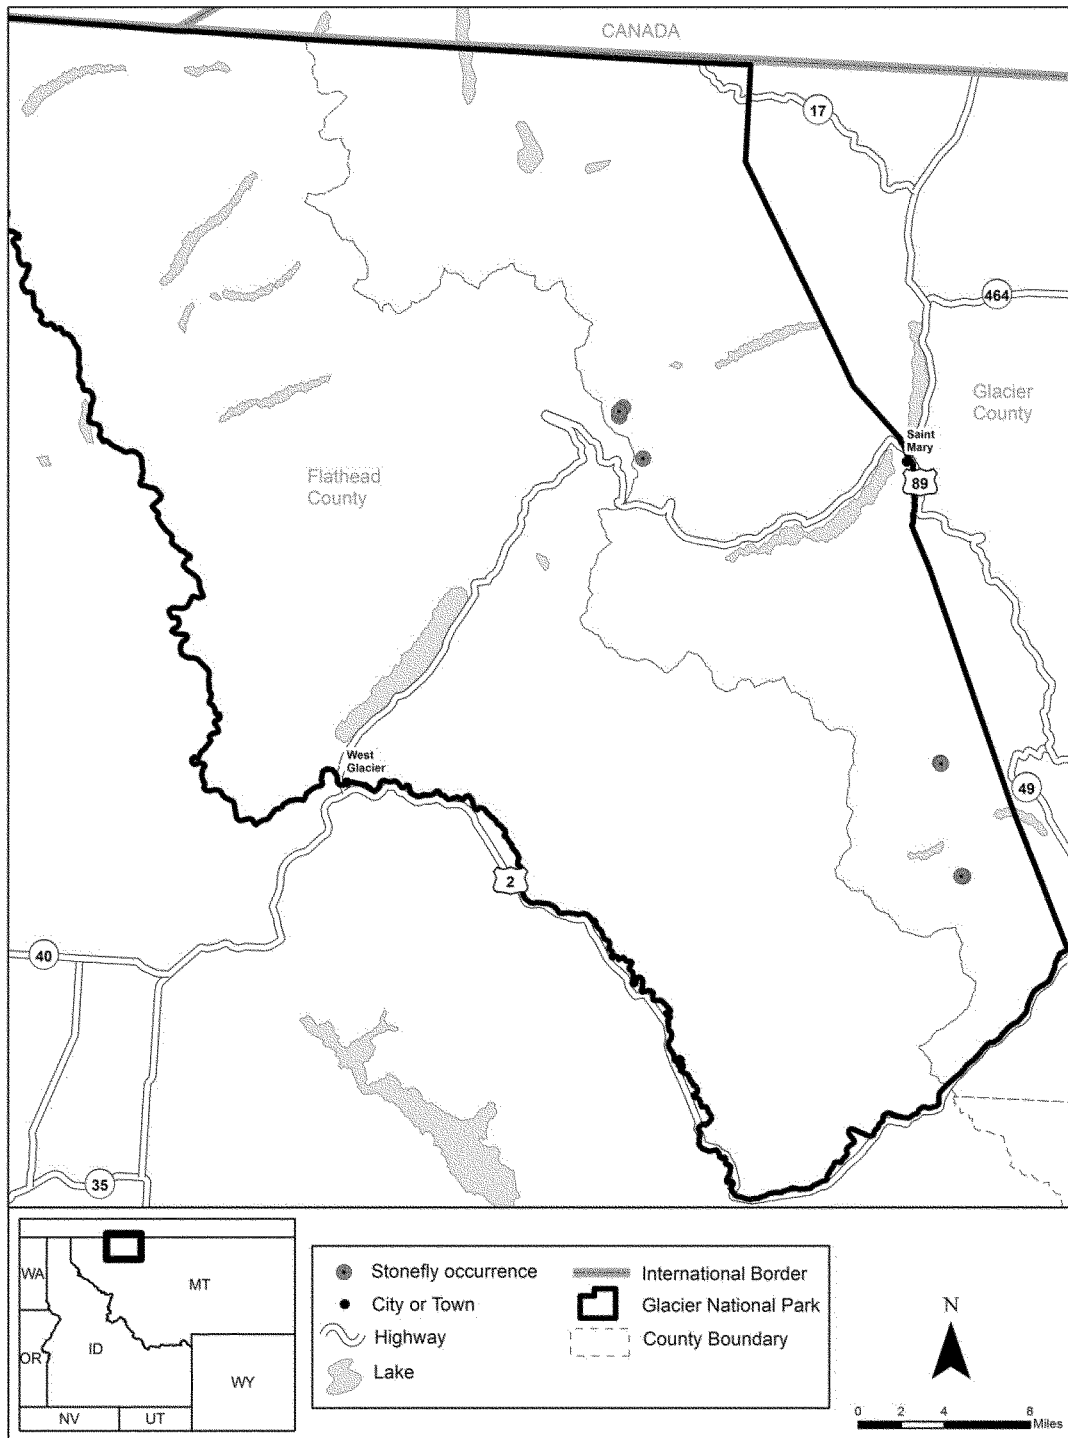 CANADA
17
464
Glacier
County
Saint
Mary
89
Flathead
County
West
Glacier
49
2
40
35
WA
MT
OR
ID
WY
NV
UT
Stonefly occurrence
City or Town
Highway
Lake
International Border
Glacier National Park
County Boundary
N
0 2 4 8
Miles